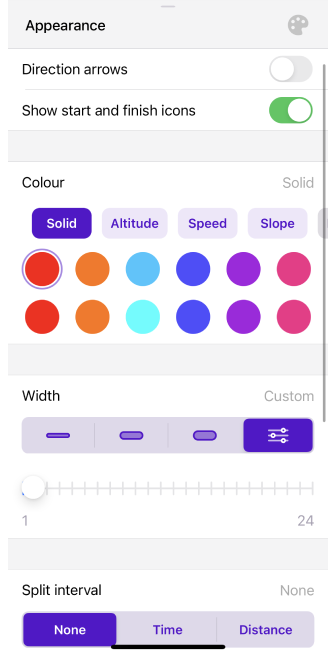 Appearance
Direction arrows
Show start and finish icons
Colour Solid
Solid Altitude Speed Slope
Width Custom
1 24
Split interval None
None Time Distance